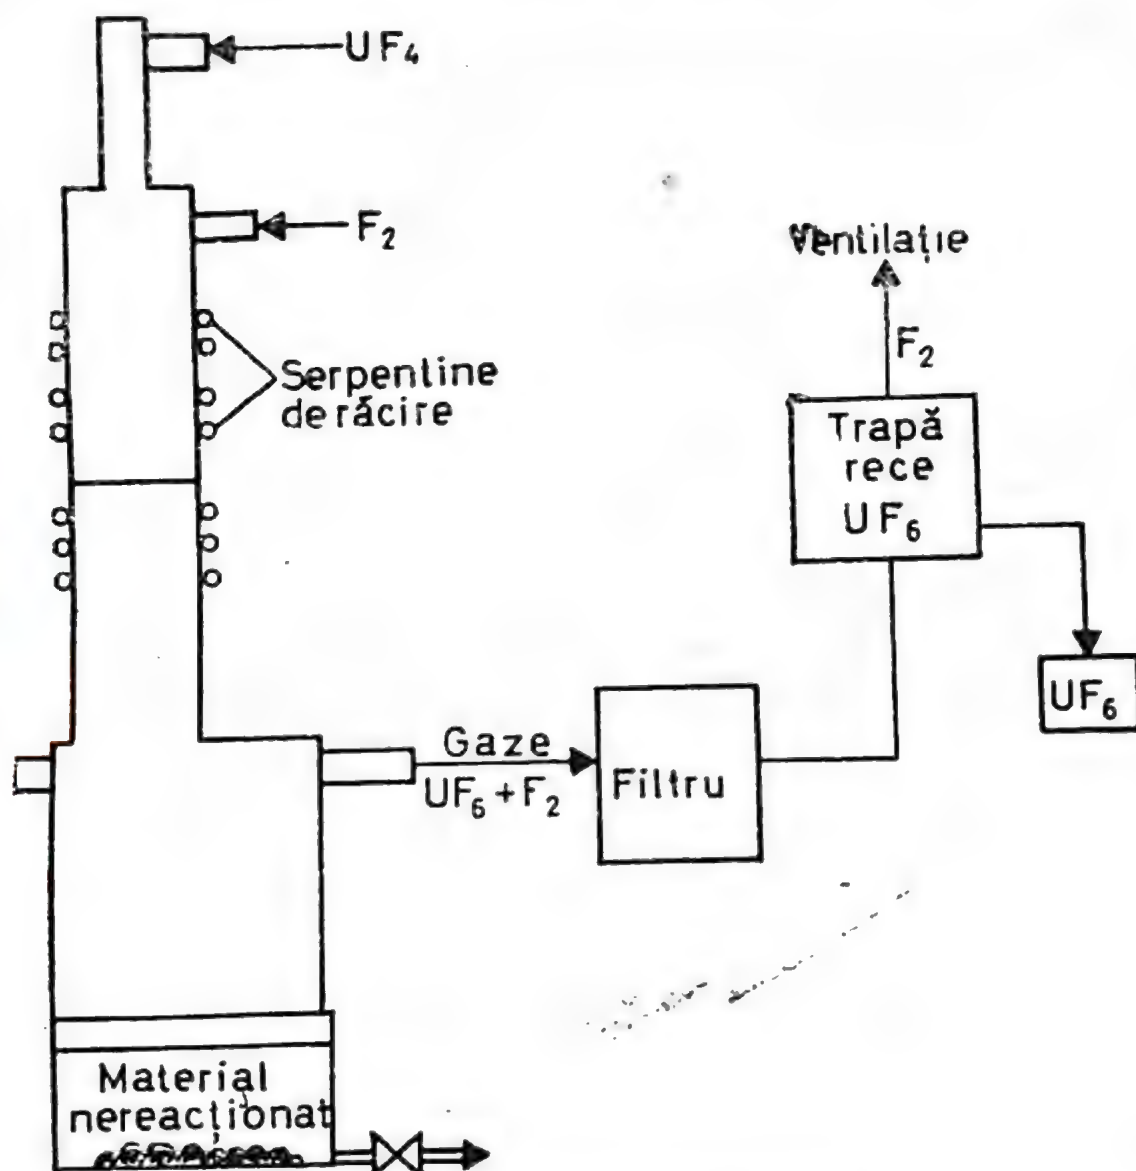 UF₄
F₂
Serpentine
de răcire
Ventilație
F₂
Trapă
rece
UF₆
UF₆
Gaze
UF₆ + F₂
Filtru
Material
nereacționat